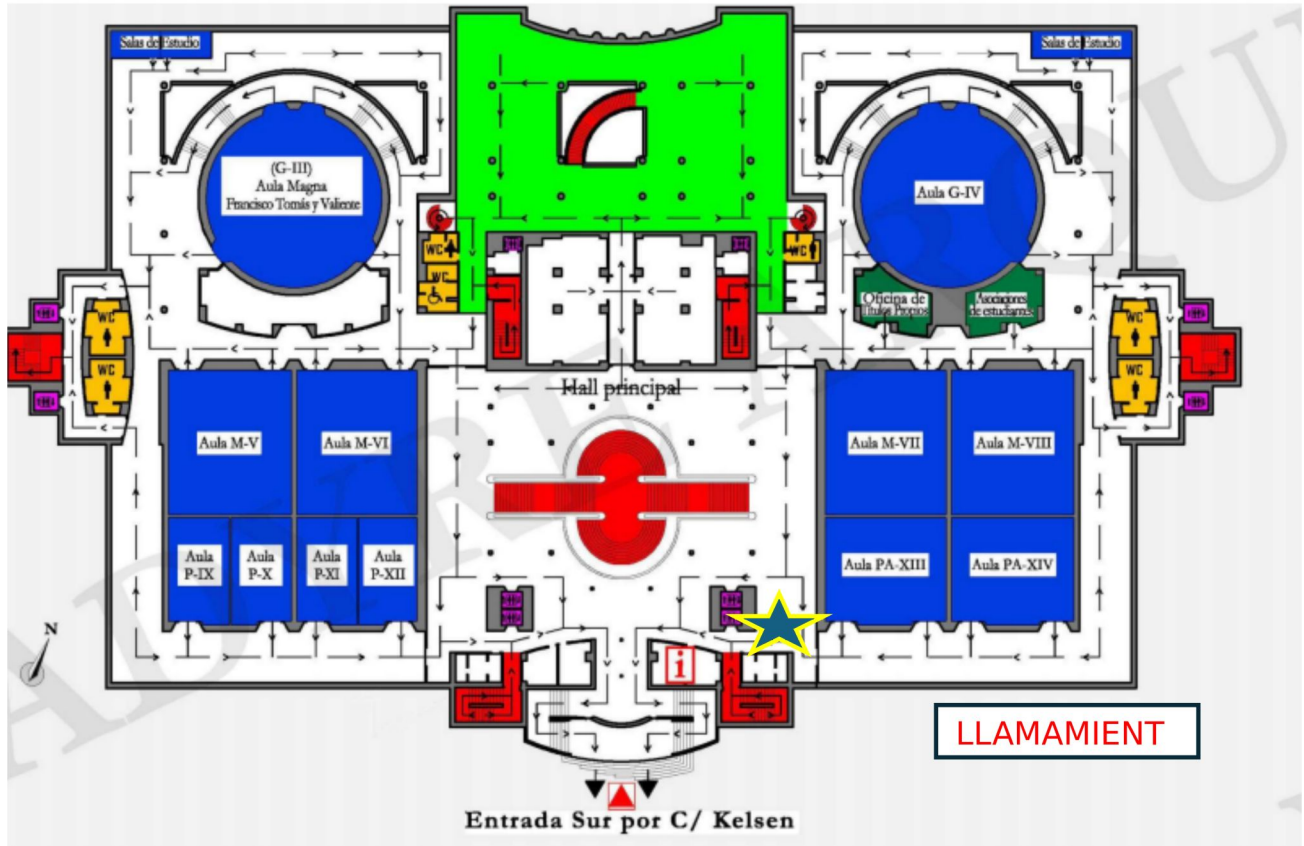 Salas de Estudio
Salas de Estudio
(G-III)
Aula Magna
Francisco Tomás y Valiente
Aula G-IV
WC
WC
WC
Oficina de
Títulos Propios
Asociaciones
de estudiantes
WC
WC
WC
WC
Hall principal
Aula M-V
Aula M-VI
Aula M-VII
Aula M-VIII
Aula
P-IX
Aula
P-X
Aula
P-XI
Aula
P-XII
Aula PA-XIII
Aula PA-XIV
N
i
LLAMAMIENT
Entrada Sur por C/ Kelsen